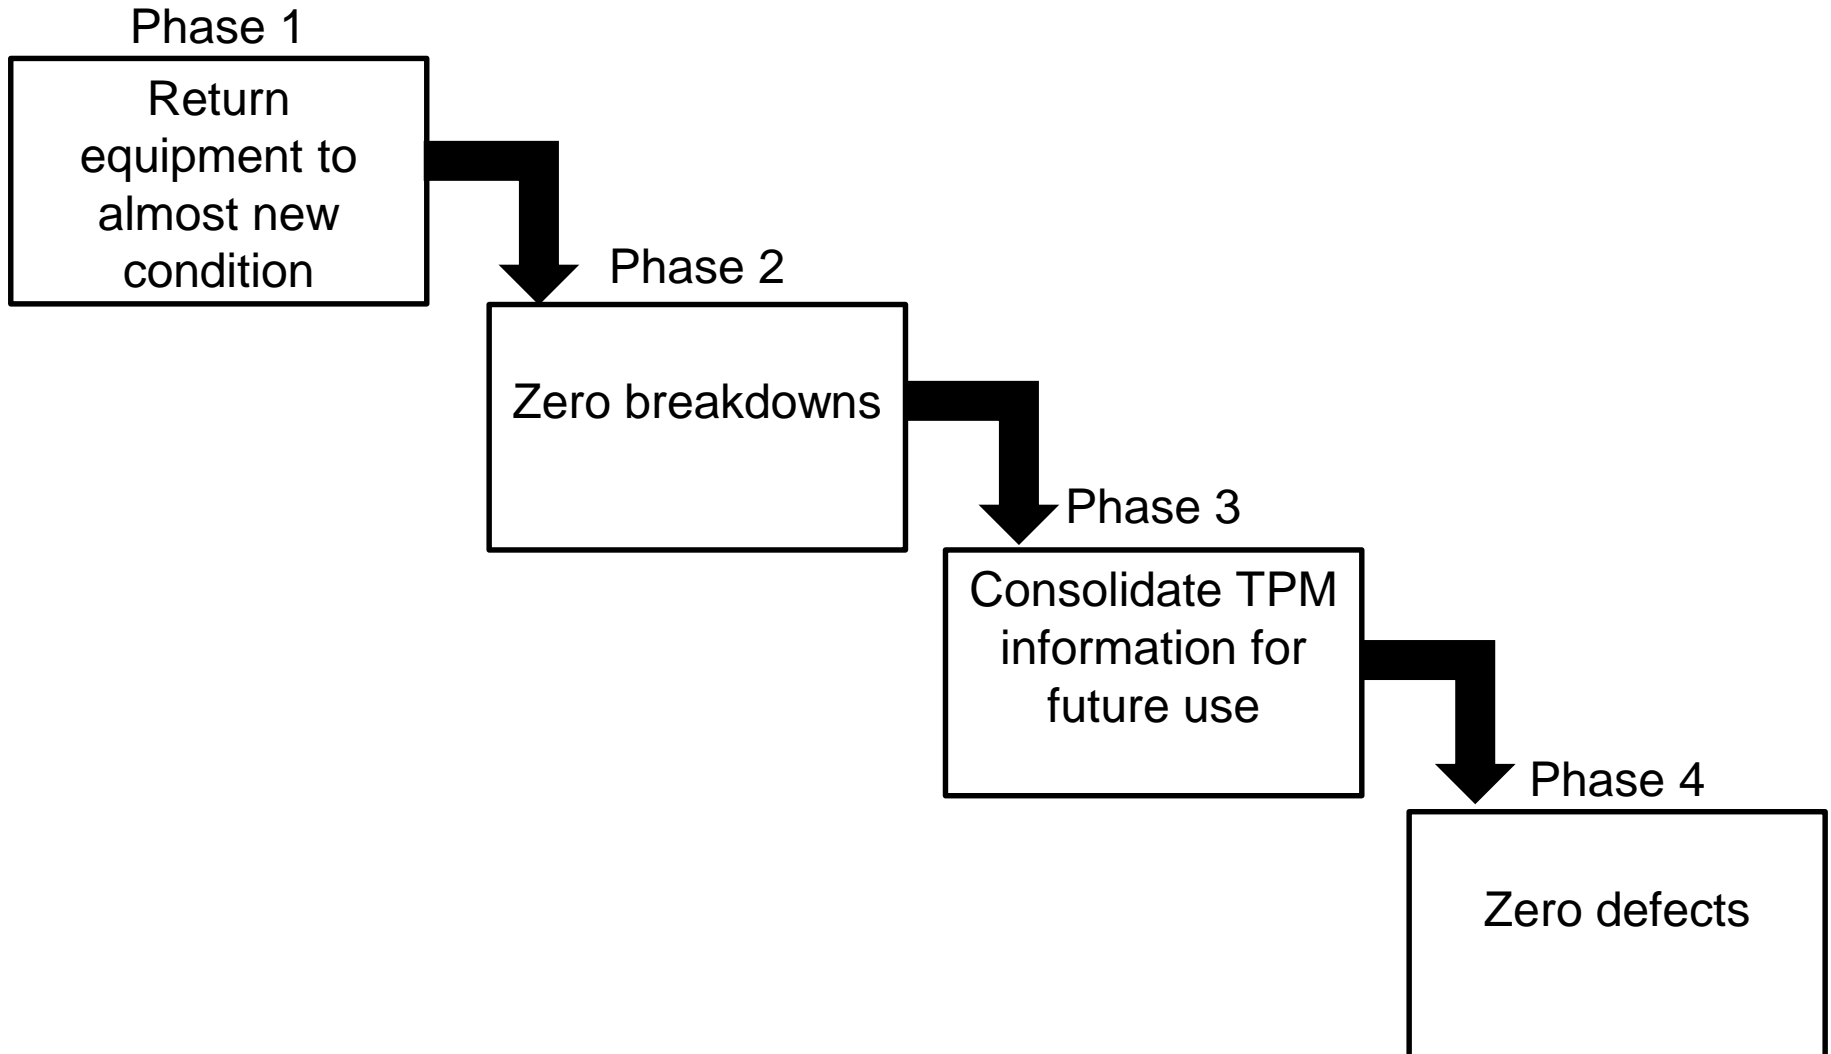 Phase 1
Return
equipment to
almost new
condition
Phase 2
Zero breakdowns
Phase 3
Consolidate TPM
information for
future use
Phase 4
Zero defects